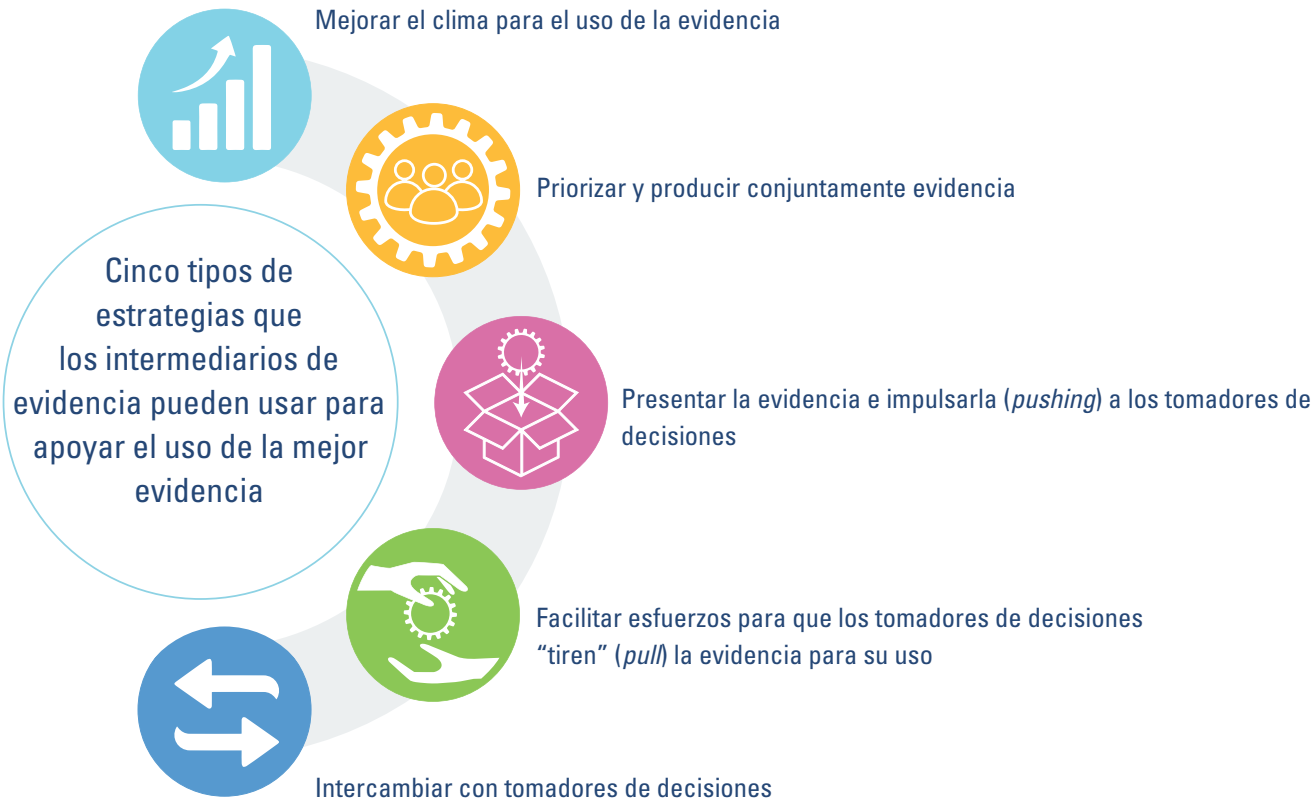 Mejorar el clima para el uso de la evidencia
Priorizar y producir conjuntamente evidencia
Cinco tipos de
estrategias que
los intermediarios de
evidencia pueden usar para
apoyar el uso de la mejor
evidencia
Presentar la evidencia e impulsarla (pushing) a los tomadores de
decisiones
Facilitar esfuerzos para que los tomadores de decisiones
“tiren” (pull) la evidencia para su uso
Intercambiar con tomadores de decisiones